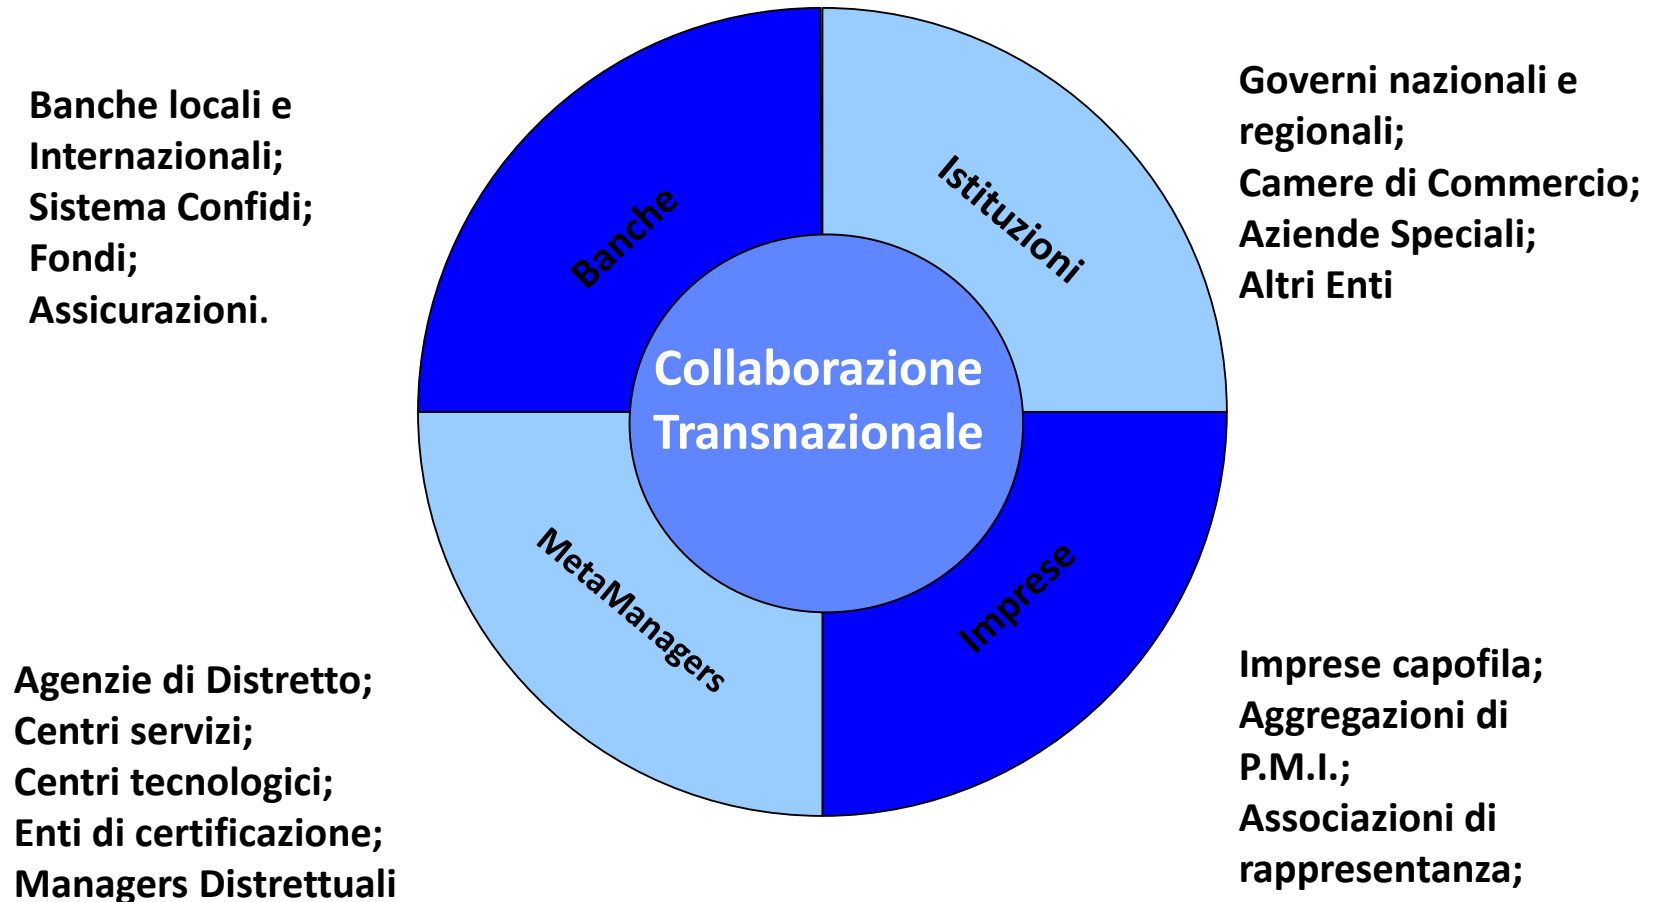 Banche locali e
Internazionali;
Sistema Confidi;
Fondi;
Assicurazioni.
Governi nazionali e
regionali;
Camere di Commercio;
Aziende Speciali;
Altri Enti
Banche
Istituzioni
Collaborazione
Transnazionale
MetaManagers
Imprese
Agenzie di Distretto;
Centri servizi;
Centri tecnologici;
Enti di certificazione;
Managers Distrettuali
Imprese capofila;
Aggregazioni di
P.M.I.;
Associazioni di
rappresentanza;